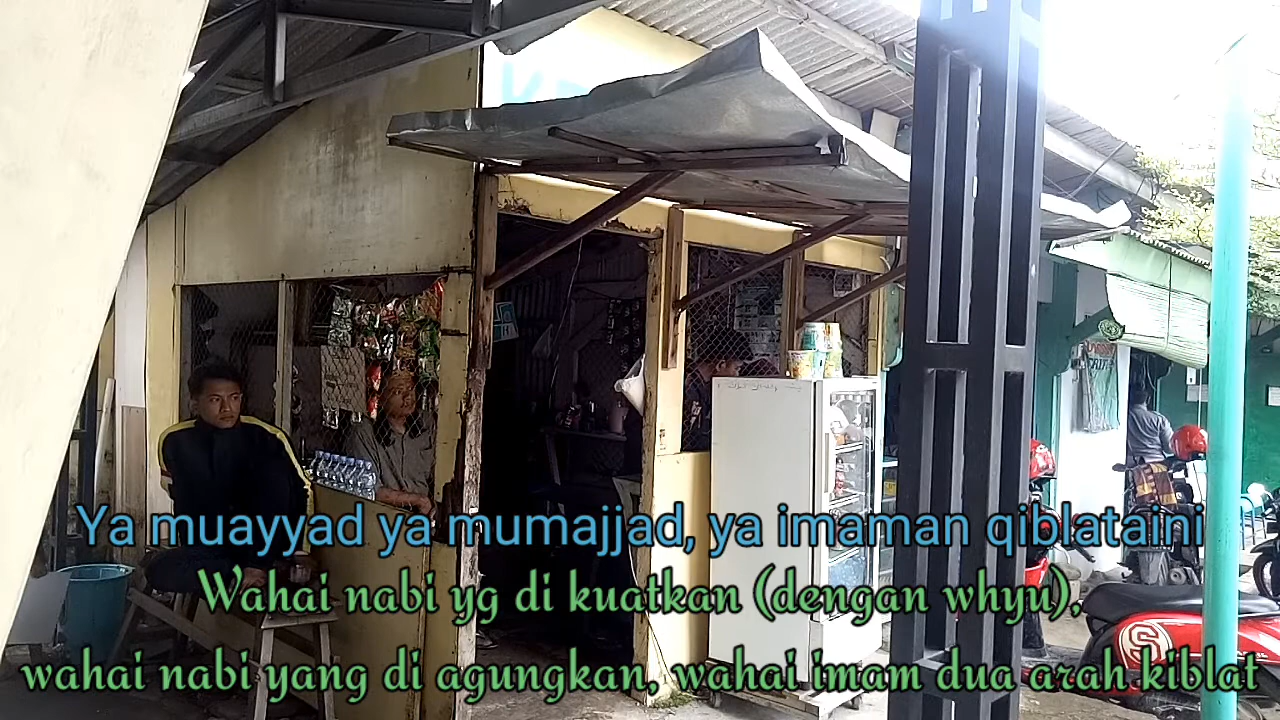 Ya muayyad ya mumajjad, ya imaman qiblataini
Wahai nabi yg di kuatkan (dengan whyu),
wahai nabi yang di agungkan, wahai imam dua arah kiblat